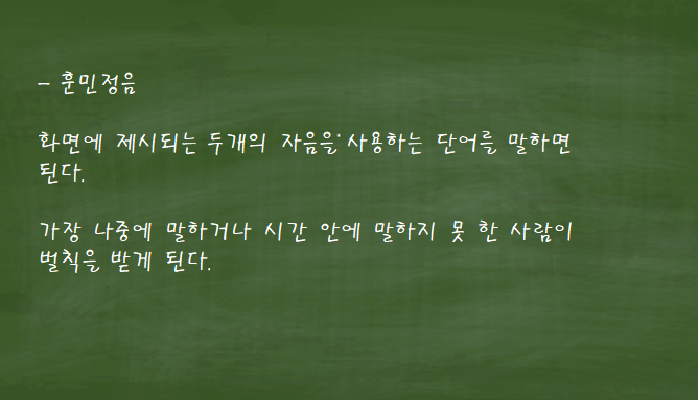 - 훈민정음
화면에 제시되는 두개의 자음을 사용하는 단어를 말하면
된다.
가장 나중에 말하거나 시간 안에 말하지 못 한 사람이
벌칙을 받게 된다.